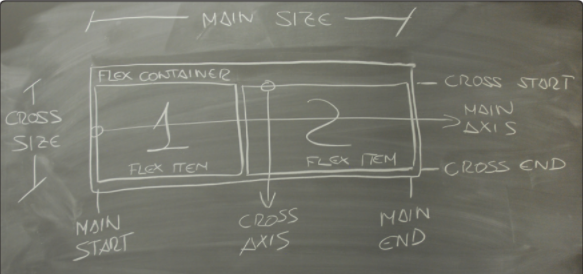 MAIN SIZE
FLEX CONTAINER
CROSS START
CROSS
SIZE
1
2
MAIN
AXIS
FLEX ITEM
FLEX ITEM
CROSS END
MAIN
START
CROSS
AXIS
MAIN
END